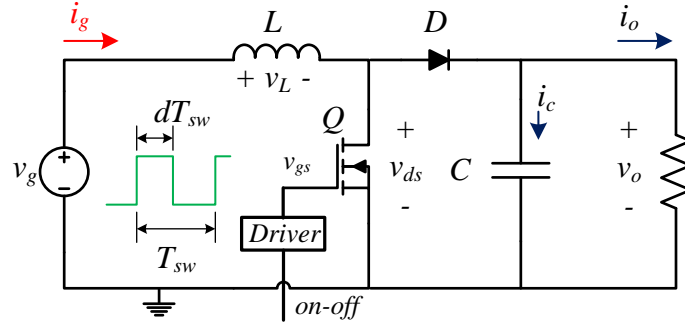 i_g
L
D
i_o
+ v_L -
dT_sw
Q
i_c
v_g
+
-
v_gs
+
v_ds
-
C
+
v_o
-
Driver
T_sw
on-off